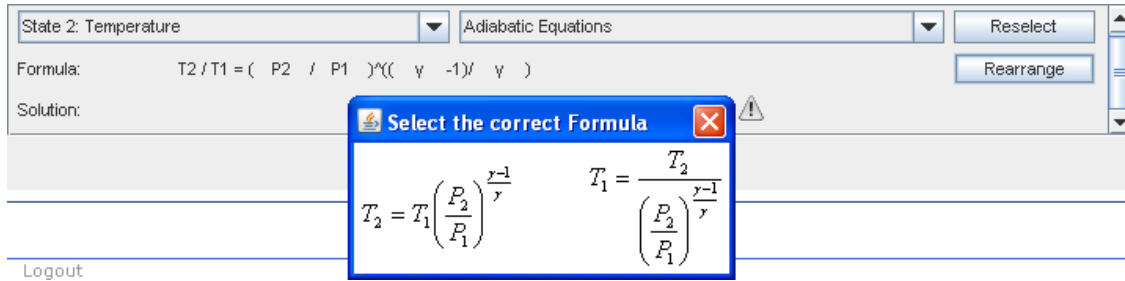 State 2: Temperature Adiabatic Equations Reselect
Formula: T2 / T1 = ( P2 / P1 )^(( γ -1)/ γ ) Rearrange
Solution:
Select the correct Formula
T₂ = T₁(P₂/P₁)^((γ-1)/γ) T₁ = T₂/(P₂/P₁)^((γ-1)/γ)
Logout